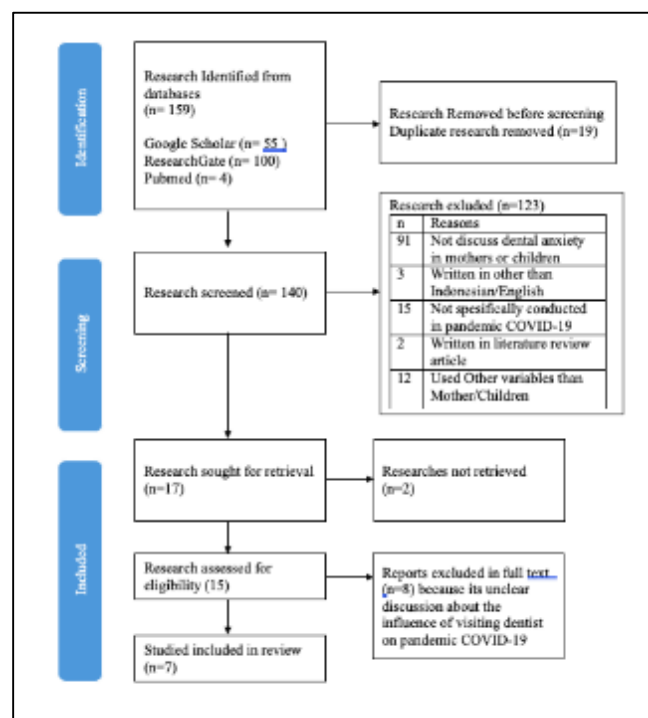 Identification
Research Identified from
databases
(n= 159)
Google Scholar (n= 55 )
ResearchGate (n= 100)
Pubmed (n= 4)
Research Removed before screening
Duplicate research removed (n=19)
Screening
Research screened (n= 140)
Research exluded (n=123)
n Reasons
91 Not discuss dental anxiety
in mothers or children
3 Written in other than
Indonesian/English
15 Not spesifically conducted
in pandemic COVID-19
2 Written in literature review
article
12 Used Other variables than
Mother/Children
Included
Research sought for retrieval
(n=17)
Researches not retrieved
(n=2)
Research assessed for
eligibility (15)
Reports excluded in full text
(n=8) because its unclear
discussion about the
influence of visiting dentist
on pandemic COVID-19
Studied included in review
(n=7)